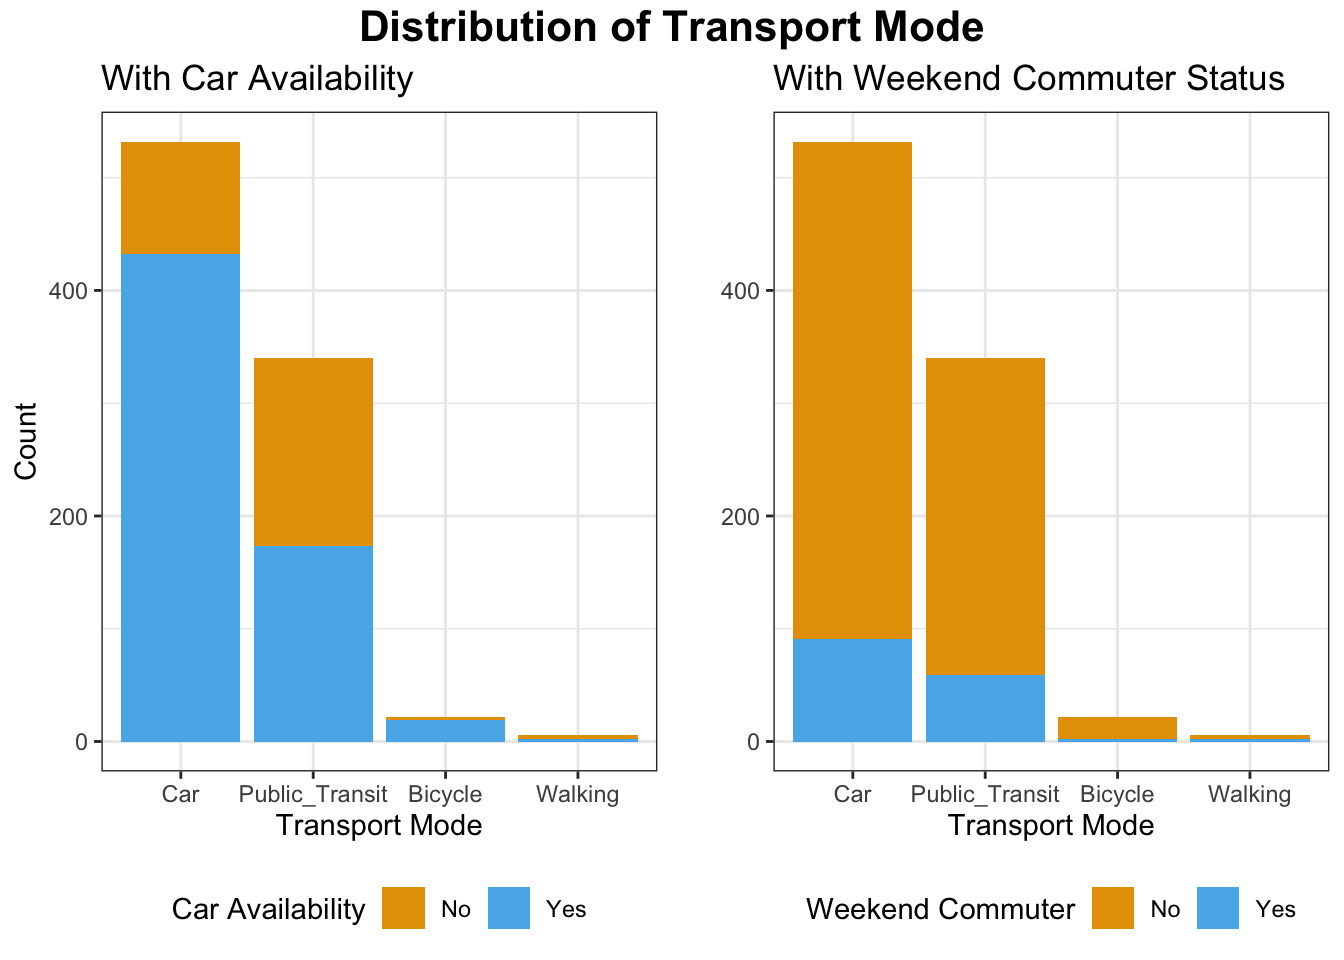 Distribution of Transport Mode
With Car Availability
With Weekend Commuter Status
Count
400
200
0
Car Public_Transit Bicycle Walking
Transport Mode
400
200
0
Car Public_Transit Bicycle Walking
Transport Mode
Car Availability No Yes
Weekend Commuter No Yes